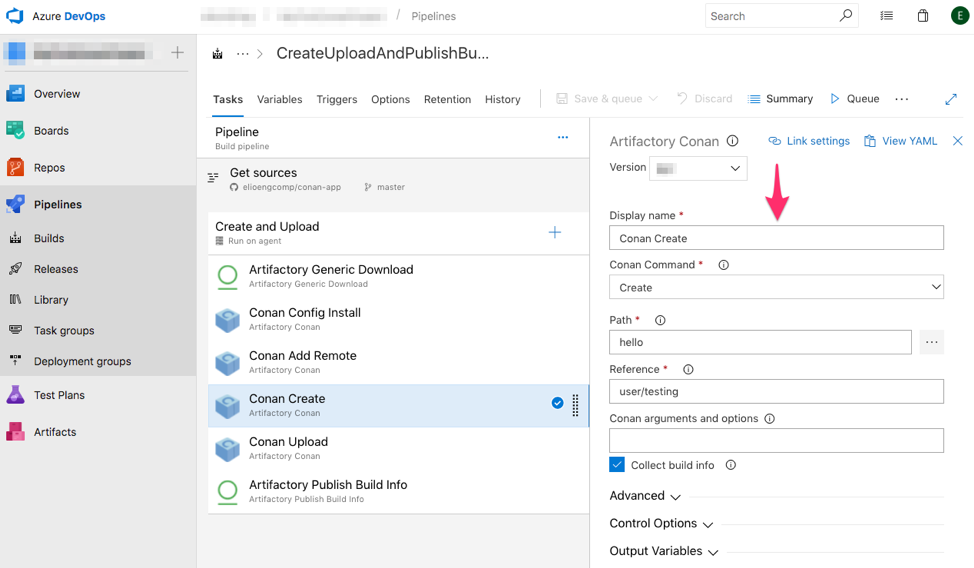 Azure DevOps
/
/ Pipelines
Search
E
Overview
Boards
Repos
Pipelines
Builds
Releases
Library
Task groups
Deployment groups
Test Plans
Artifacts
... > CreateUploadAndPublishBu...
Tasks Variables Triggers Options Retention History
Save & queue Discard Summary Queue ...
Pipeline
Build pipeline
...
Get sources
elioengcomp/conan-app master
Create and Upload
Run on agent
Artifactory Generic Download
Artifactory Generic Download
Conan Config Install
Artifactory Conan
Conan Add Remote
Artifactory Conan
Conan Create
Artifactory Conan
Conan Upload
Artifactory Conan
Artifactory Publish Build Info
Artifactory Publish Build Info
Artifactory Conan Link settings View YAML
Version
Display name *
Conan Create
Conan Command *
Create
Path *
hello
...
Reference *
user/testing
Conan arguments and options
Collect build info
Advanced
Control Options
Output Variables